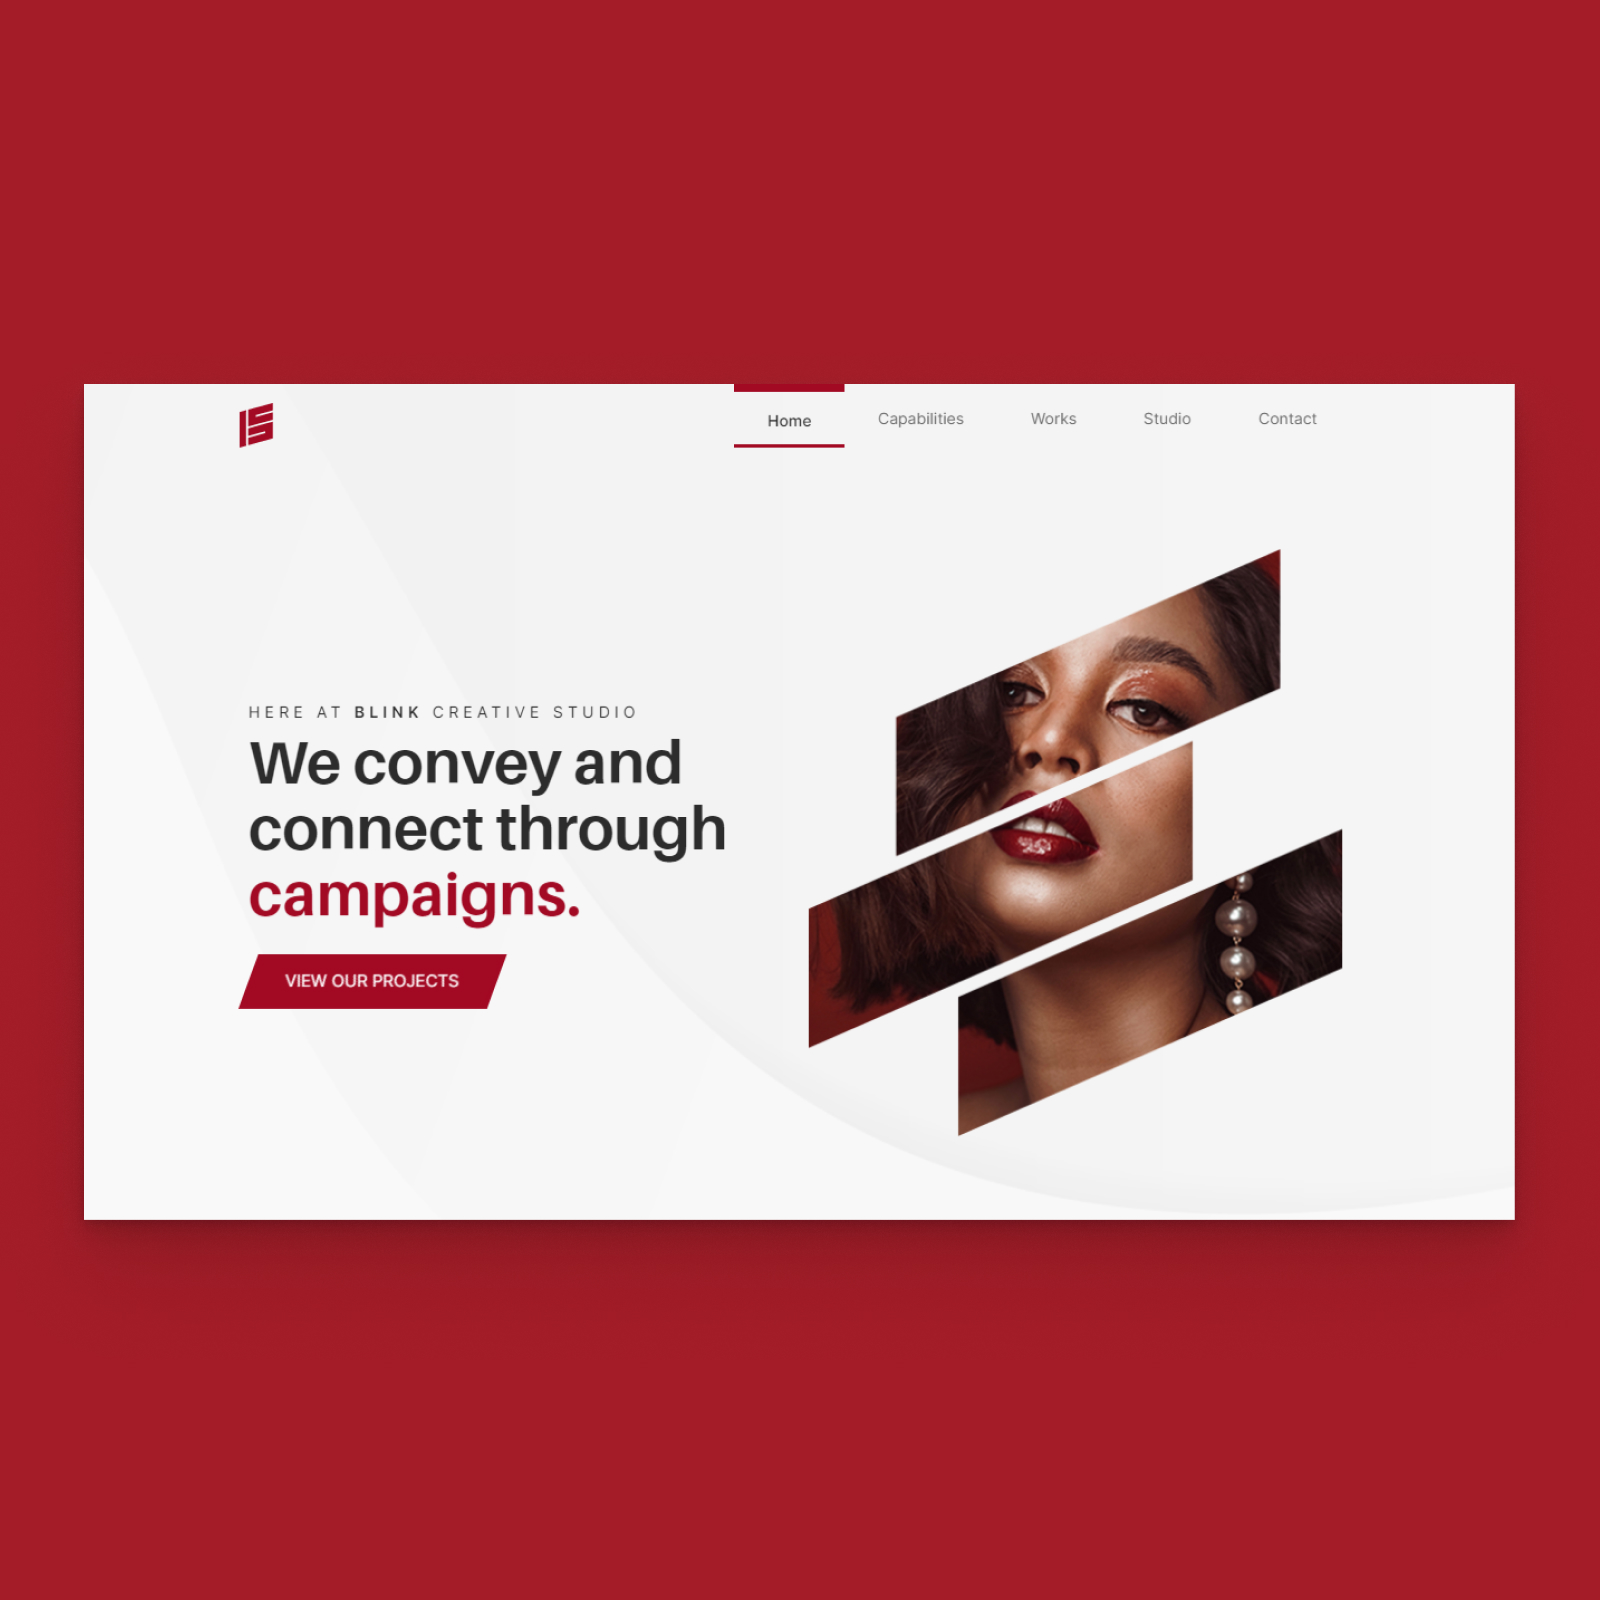 Home Capabilities Works Studio Contact
HERE AT BLINK CREATIVE STUDIO
We convey and
connect through
campaigns.
VIEW OUR PROJECTS